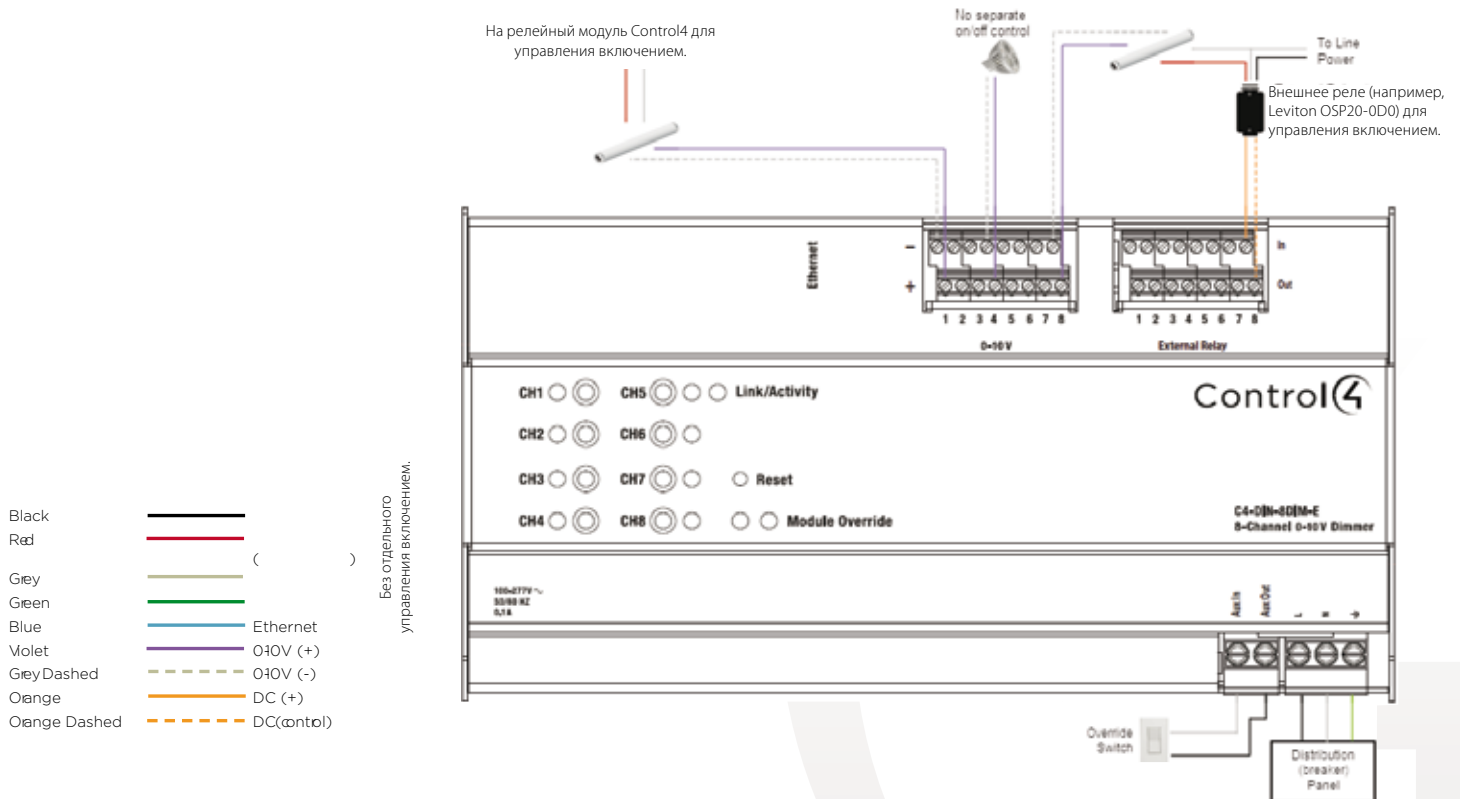 На релейный модуль Control4 для
управления включением.
No separate
on/off control
To Line
Power
Внешнее реле (например,
Leviton OSP20-0D0) для
управления включением.
Ethernet
–
+
In
Out
1 2 3 4 5 6 7 8
1 2 3 4 5 6 7 8
0-10 V
External Relay
CH1
CH5
Link/Activity
CH2
CH6
CH3
CH7
Reset
CH4
CH8
Module Override
Control4
C4-DIN-8DIM-E
8-Channel 0-10 V Dimmer
100-277V ~
50/60 HZ
0,1A
Aux In
Aux Out
L
N
Override
Switch
Distribution
(breaker)
Panel
Без отдельного
управления включением.
Black
Red
( )
Grey
Green
Blue Ethernet
Violet 0-10V (+)
Grey Dashed 0-10V (-)
Orange DC (+)
Orange Dashed DC(control)